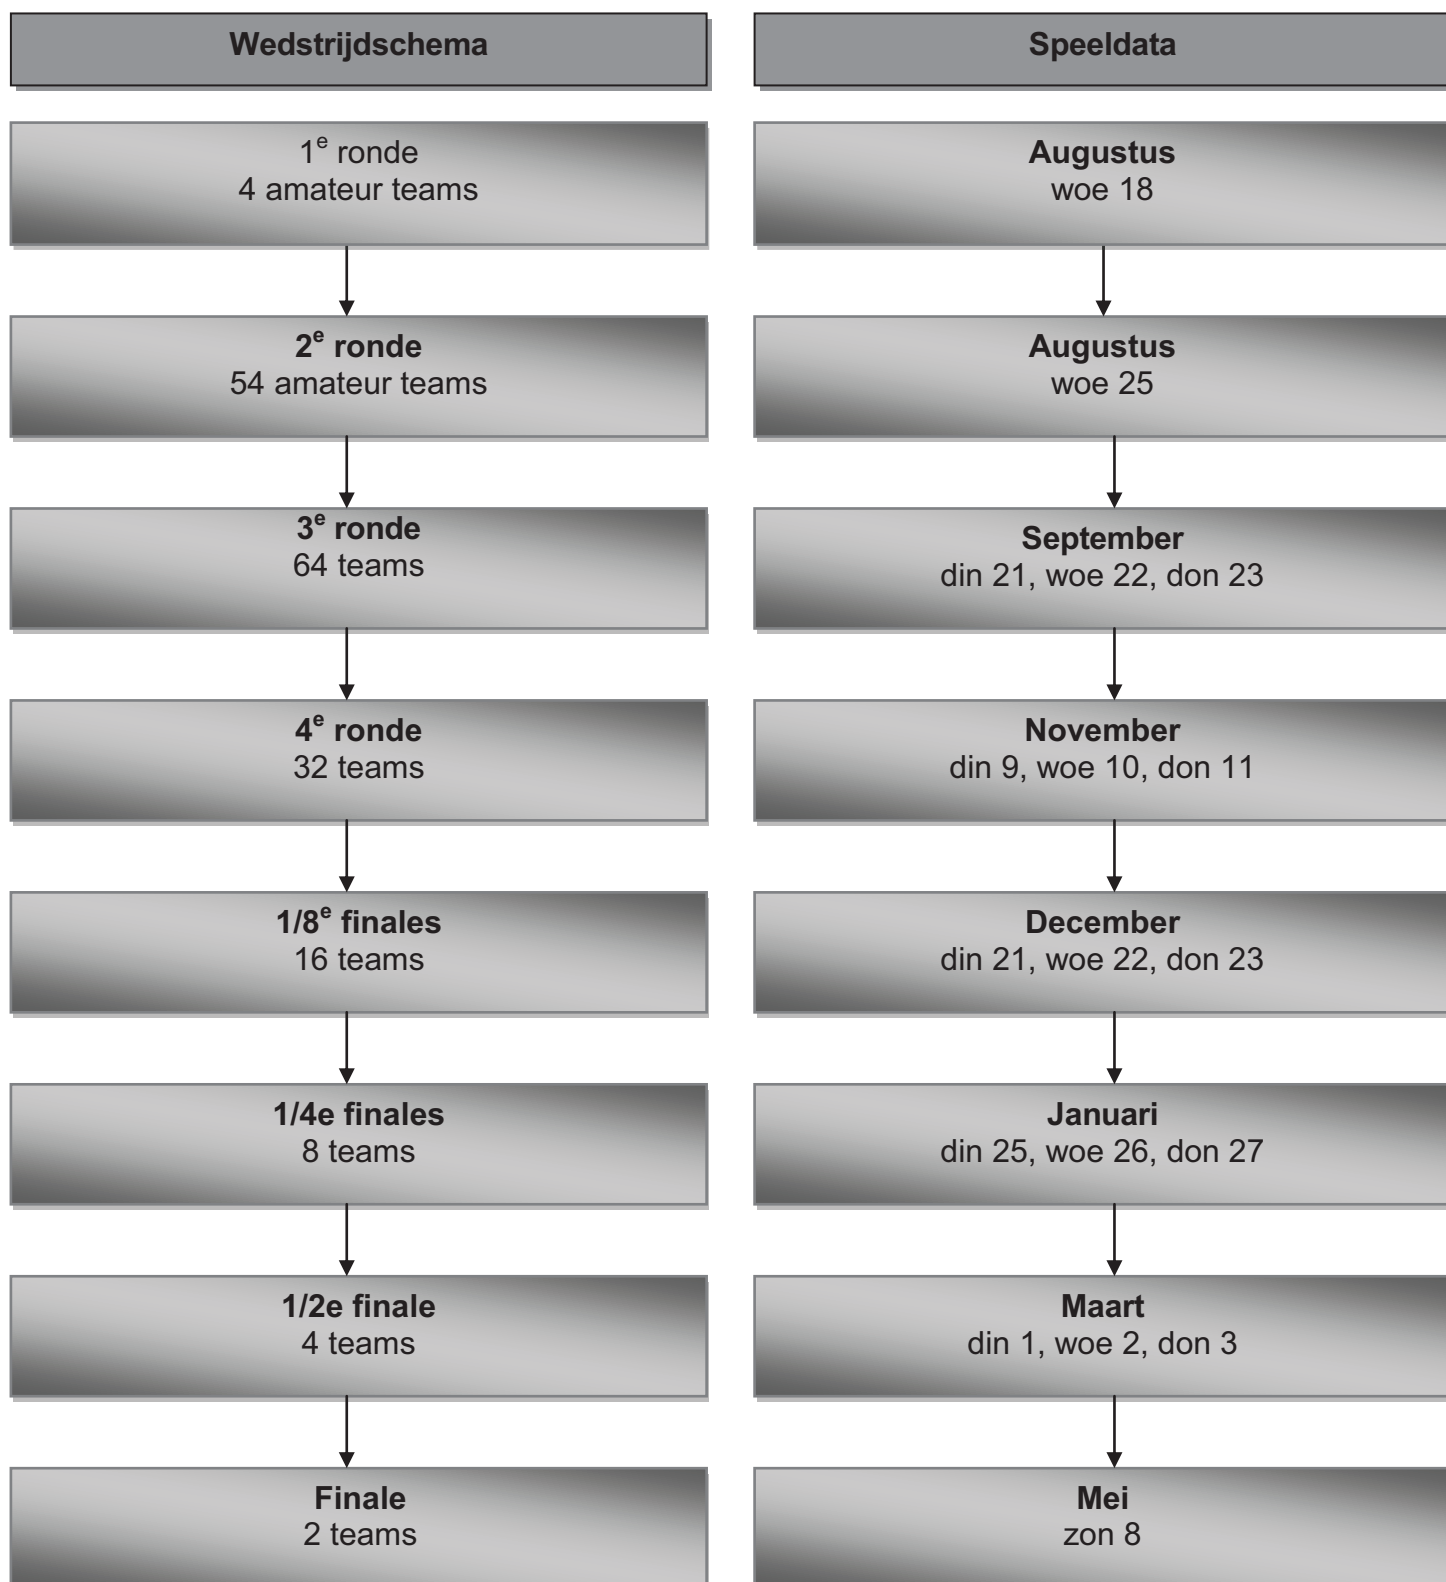 Wedstrijdschema
1e ronde
4 amateur teams
2e ronde
54 amateur teams
3e ronde
64 teams
4e ronde
32 teams
1/8e finales
16 teams
1/4e finales
8 teams
1/2e finale
4 teams
Finale
2 teams
Speeldata
Augustus
woe 18
Augustus
woe 25
September
din 21, woe 22, don 23
November
din 9, woe 10, don 11
December
din 21, woe 22, don 23
Januari
din 25, woe 26, don 27
Maart
din 1, woe 2, don 3
Mei
zon 8